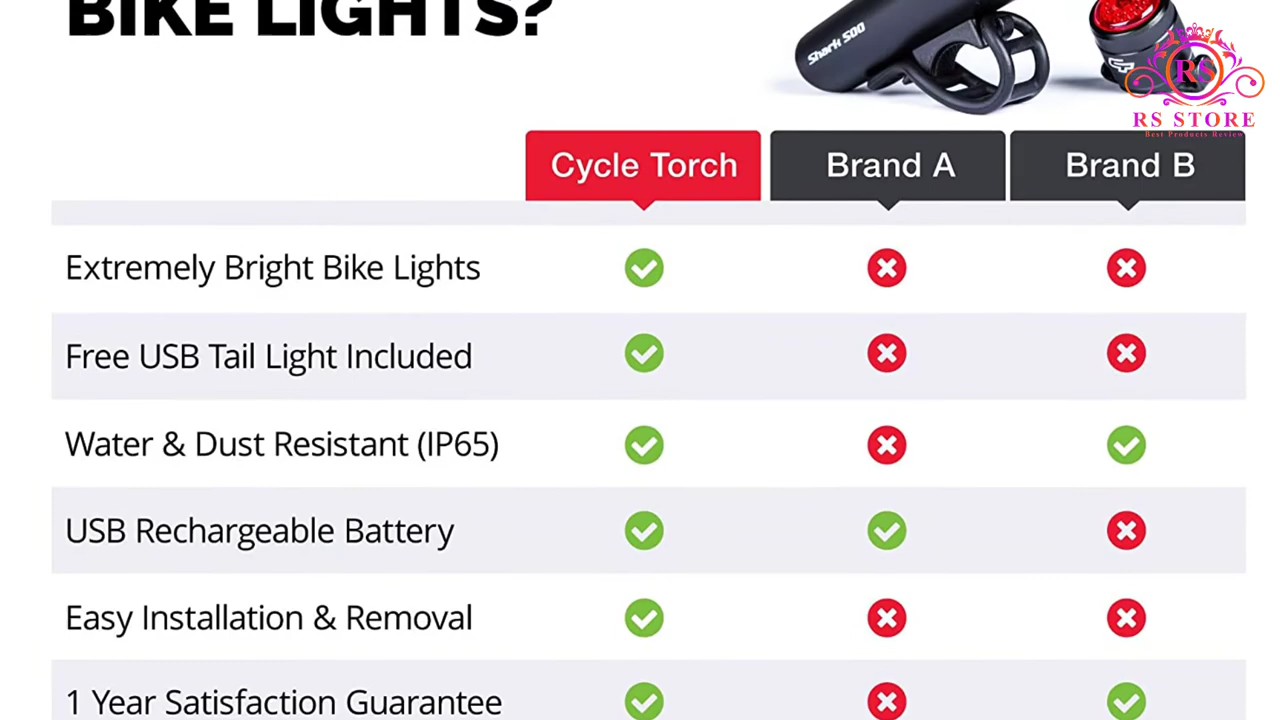 BIKE LIGHTS?
Shark 500
RS
RS STORE
Best Products Review
Cycle Torch
Brand A
Brand B
Extremely Bright Bike Lights
Free USB Tail Light Included
Water & Dust Resistant (IP65)
USB Rechargeable Battery
Easy Installation & Removal
1 Year Satisfaction Guarantee